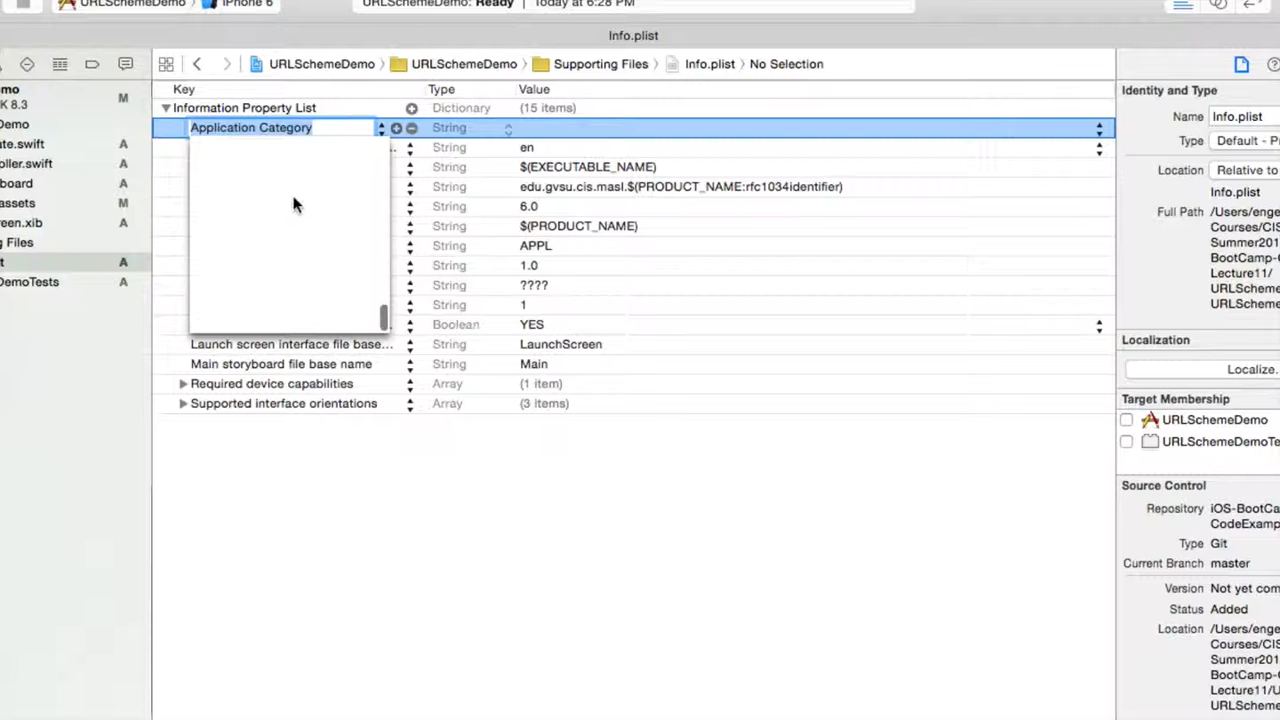 URLSchemeDemo iPhone 6 URLSchemeDemo: Ready | Today at 6:28 PM
Info.plist
URLSchemeDemo URLSchemeDemo Supporting Files Info.plist No Selection
mo
K 8.3
M
Demo
ate.swift A
oller.swift A
board A
assets M
een.xib A
g Files
t A
DemoTests A
Key Type Value
Information Property List Dictionary (15 items)
Application Category String
.. String en
String $(EXECUTABLE_NAME)
String edu.gvsu.cis.masl.$(PRODUCT_NAME:rfc1034identifier)
String 6.0
String $(PRODUCT_NAME)
String APPL
String 1.0
String ????
String 1
Boolean YES
Launch screen interface file base... String LaunchScreen
Main storyboard file base name String Main
Required device capabilities Array (1 item)
Supported interface orientations Array (3 items)
Identity and Type
Name Info.plist
Type Default - Pr
Location Relative to
Info.plist
Full Path /Users/enge
Courses/CIS
Summer201
BootCamp-C
Lecture11/
URLScheme
URLScheme
Localization
Localize.
Target Membership
URLSchemeDemo
URLSchemeDemoTe
Source Control
Repository iOS-BootCa
CodeExamp
Type Git
Current Branch master
Version Not yet com
Status Added
Location /Users/enge
Courses/CIS
Summer201
BootCamp-C
Lecture11/U
URLScheme